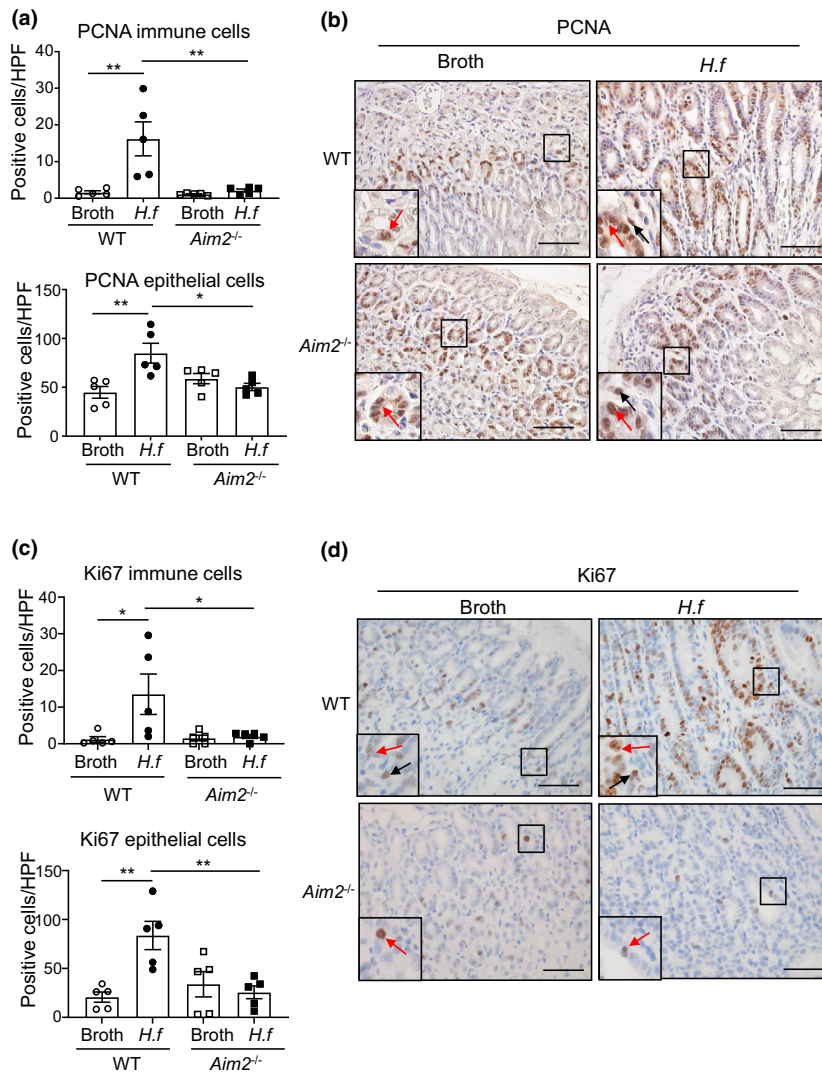 (a)
PCNA immune cells
** **
Positive cells/HPF
40
30
20
10
0
Broth H.f Broth H.f
WT Aim2-/-
PCNA epithelial cells
** *
Positive cells/HPF
150
100
50
0
Broth H.f Broth H.f
WT Aim2-/-
(b)
PCNA
Broth H.f
WT
Aim2-/-
(c)
Ki67 immune cells
* *
Positive cells/HPF
40
30
20
10
0
Broth H.f Broth H.f
WT Aim2-/-
Ki67 epithelial cells
** **
Positive cells/HPF
150
100
50
0
Broth H.f Broth H.f
WT Aim2-/-
(d)
Ki67
Broth H.f
WT
Aim2-/-